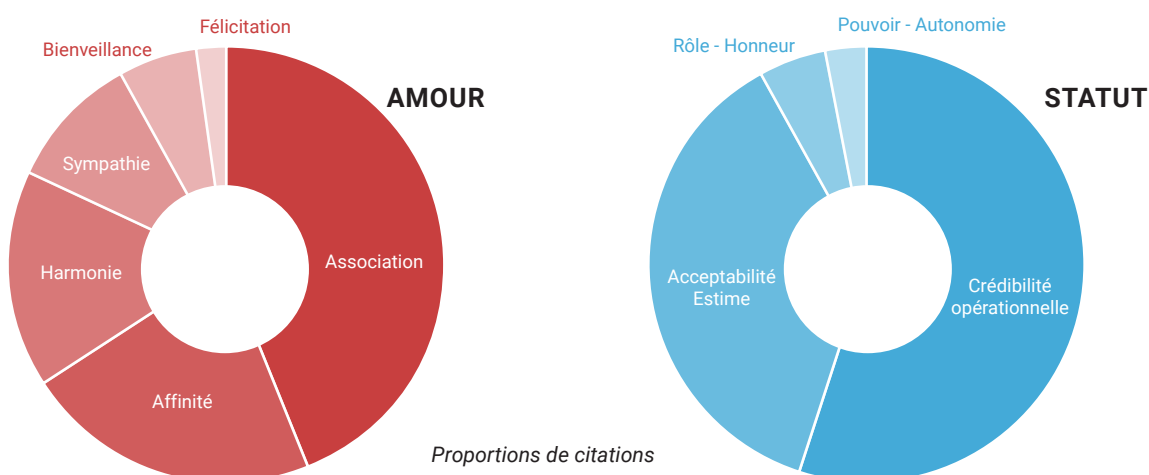 Félicitation
Bienveillance
AMOUR
Sympathie
Harmonie
Association
Affinité
Pouvoir - Autonomie
Rôle - Honneur
STATUT
Acceptabilité
Estime
Crédibilité
opérationnelle
Proportions de citations